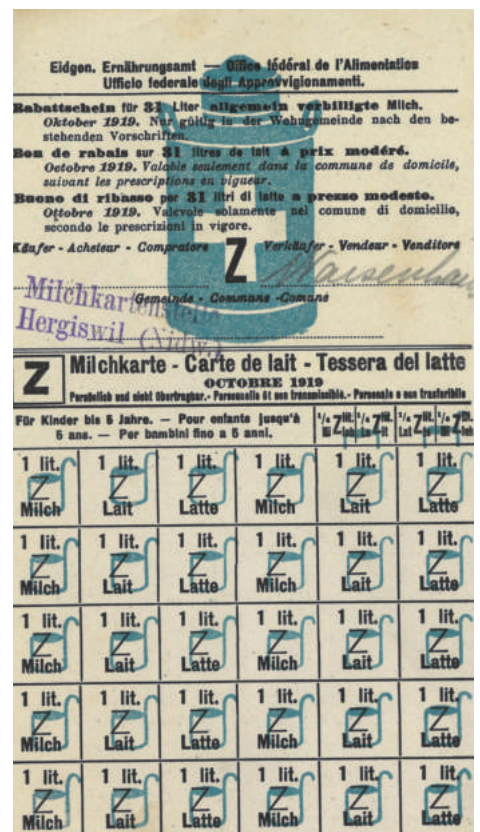 Eidgen. Ernährungsamt — Office fédéral de l'Alimentation
Ufficio federale degli Approvvigionamenti.
Rabattschein für 31 Liter allgemein verbilligte Milch.
Oktober 1919. Nur gültig in der Wohngemeinde nach den be-
stehenden Vorschriften.
Bon de rabais sur 31 litres de lait à prix modéré.
Octobre 1919. Valable seulement dans la commune de domicile,
suivant les prescriptions en vigueur.
Buono di ribasso per 31 litri di latte a prezzo modesto.
Ottobre 1919. Valevole solamente nel comune di domicilio,
secondo le prescrizioni in vigore.
Käufer - Acheteur - Compratore Z Verkäufer - Vendeur - Venditore
Waisenhaus
Milchkartenstelle
Gemeinde - Commune - Comune
Hergiswil (Nidw.)
Z Milchkarte - Carte de lait - Tessera del latte
OCTOBRE 1919
Persönlich und nicht übertragbar. - Personnelle et non transmissible. - Personale e non trasferibile
Für Kinder bis 5 Jahre. — Pour enfants jusqu'à
5 ans. — Per bambini fino a 5 anni.
1 lit. 1 lit. 1 lit. 1 lit. 1 lit. 1 lit.
Z Z Z Z Z Z
Milch Lait Latte Milch Lait Latte
1 lit. 1 lit. 1 lit. 1 lit. 1 lit. 1 lit.
Z Z Z Z Z Z
Milch Lait Latte Milch Lait Latte
1 lit. 1 lit. 1 lit. 1 lit. 1 lit. 1 lit.
Z Z Z Z Z Z
Milch Lait Latte Milch Lait Latte
1 lit. 1 lit. 1 lit. 1 lit. 1 lit. 1 lit.
Z Z Z Z Z Z
Milch Lait Latte Milch Lait Latte
1 lit. 1 lit. 1 lit. 1 lit. 1 lit. 1 lit.
Z Z Z Z Z Z
Milch Lait Latte Milch Lait Latte